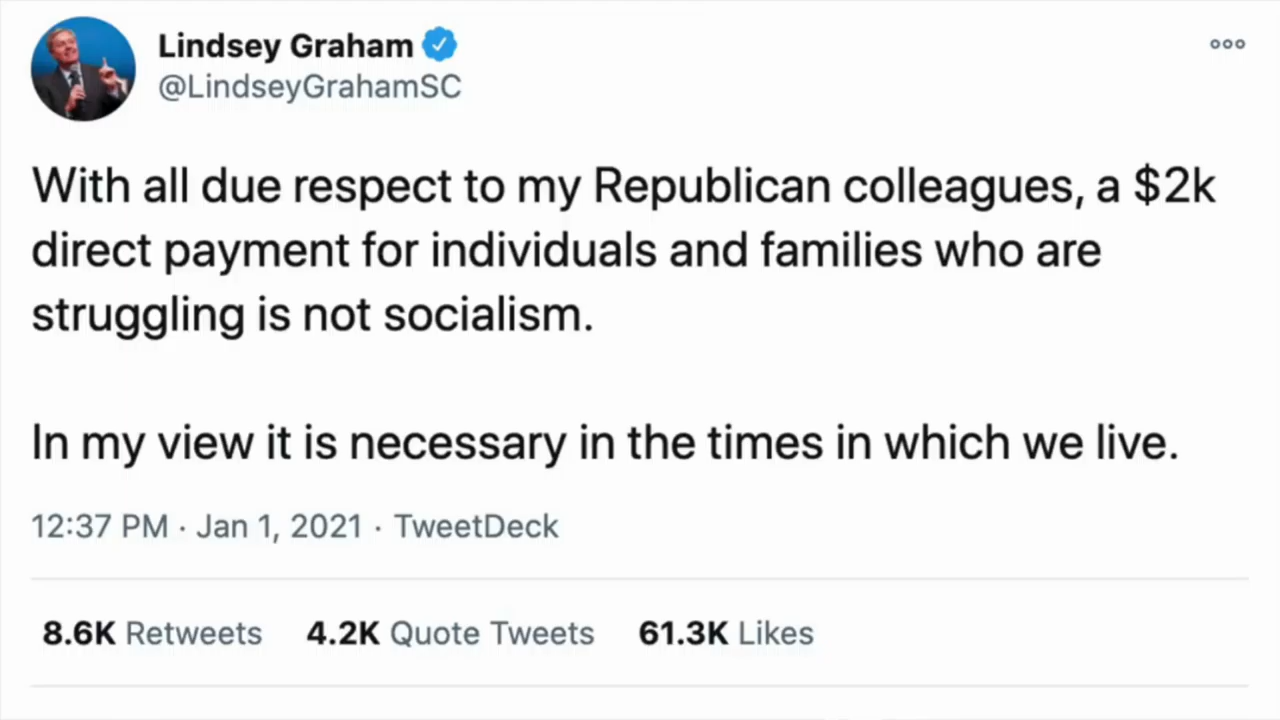 Lindsey Graham
@LindseyGrahamSC
With all due respect to my Republican colleagues, a $2k
direct payment for individuals and families who are
struggling is not socialism.
In my view it is necessary in the times in which we live.
12:37 PM · Jan 1, 2021 · TweetDeck
8.6K Retweets 4.2K Quote Tweets 61.3K Likes